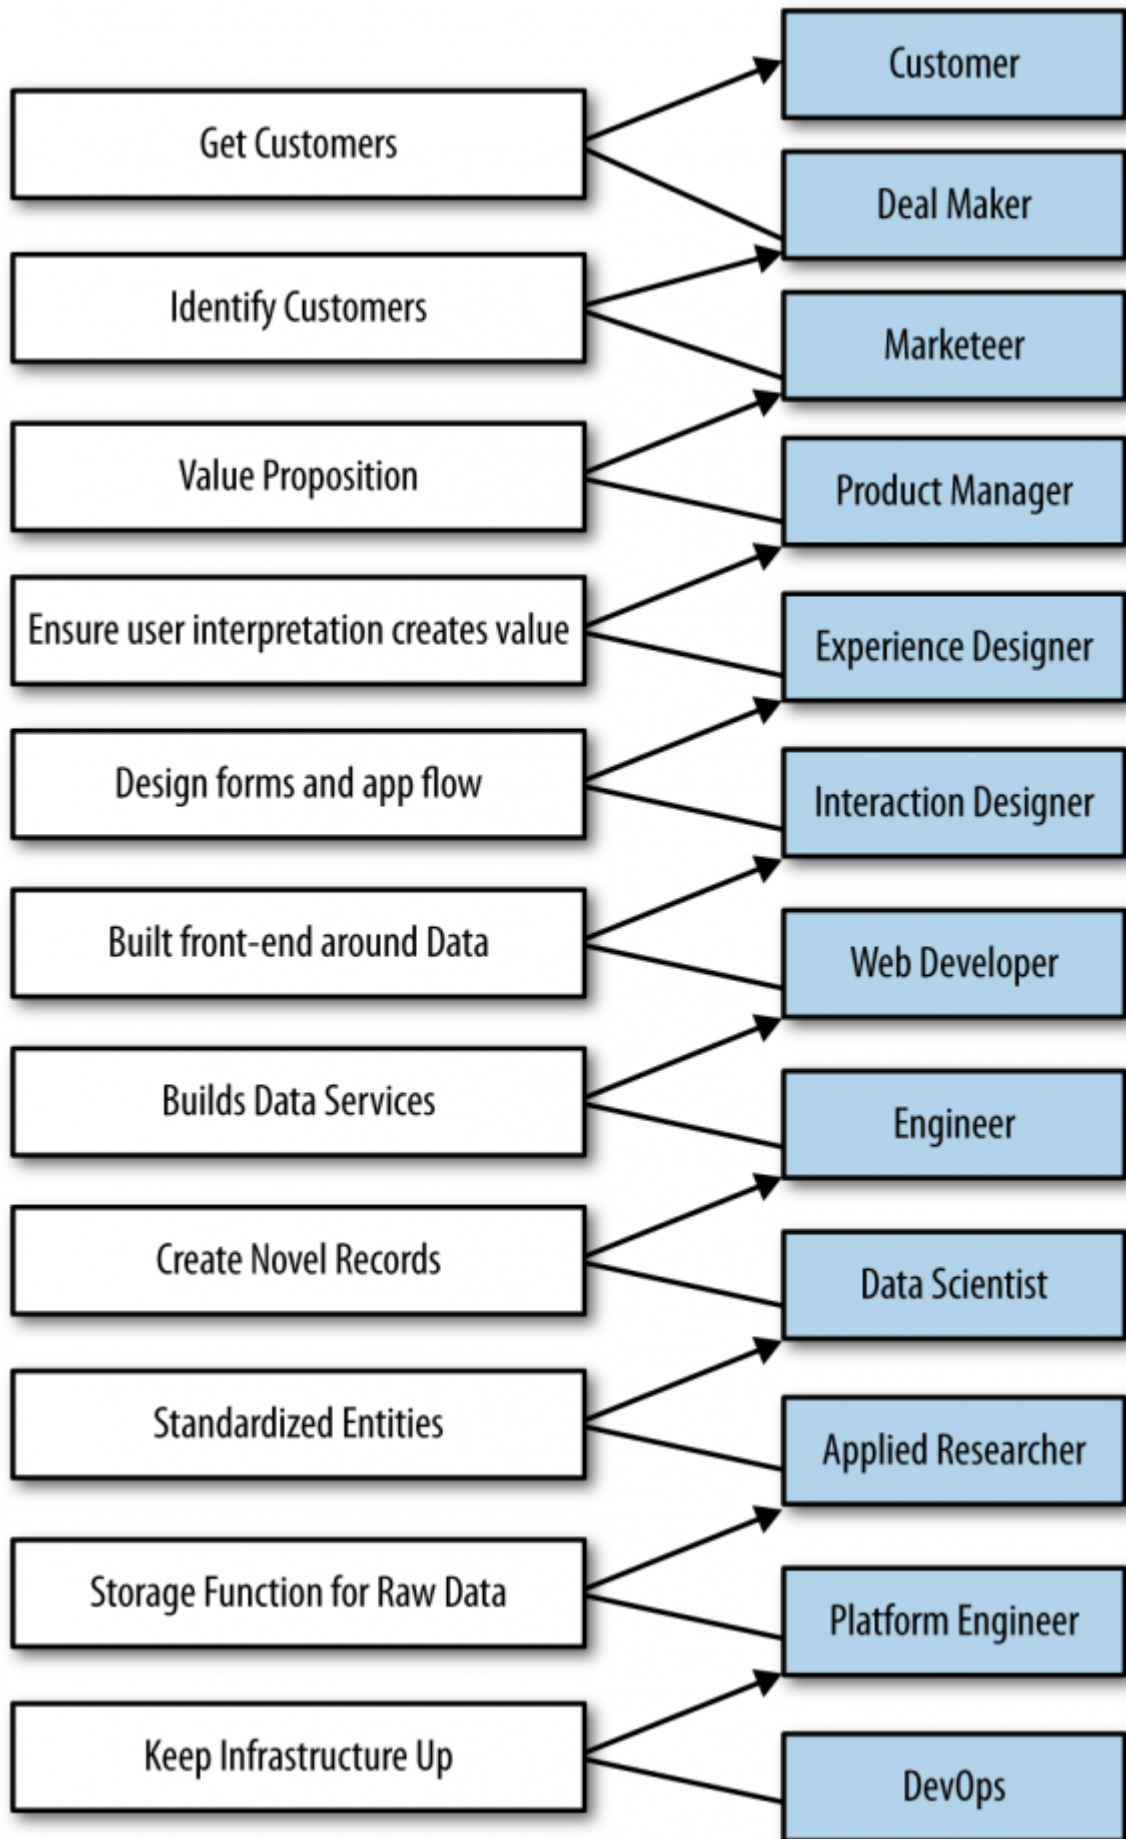 Customer
Get Customers
Deal Maker
Identify Customers
Marketeer
Value Proposition
Product Manager
Ensure user interpretation creates value
Experience Designer
Design forms and app flow
Interaction Designer
Built front-end around Data
Web Developer
Builds Data Services
Engineer
Create Novel Records
Data Scientist
Standardized Entities
Applied Researcher
Storage Function for Raw Data
Platform Engineer
Keep Infrastructure Up
DevOps